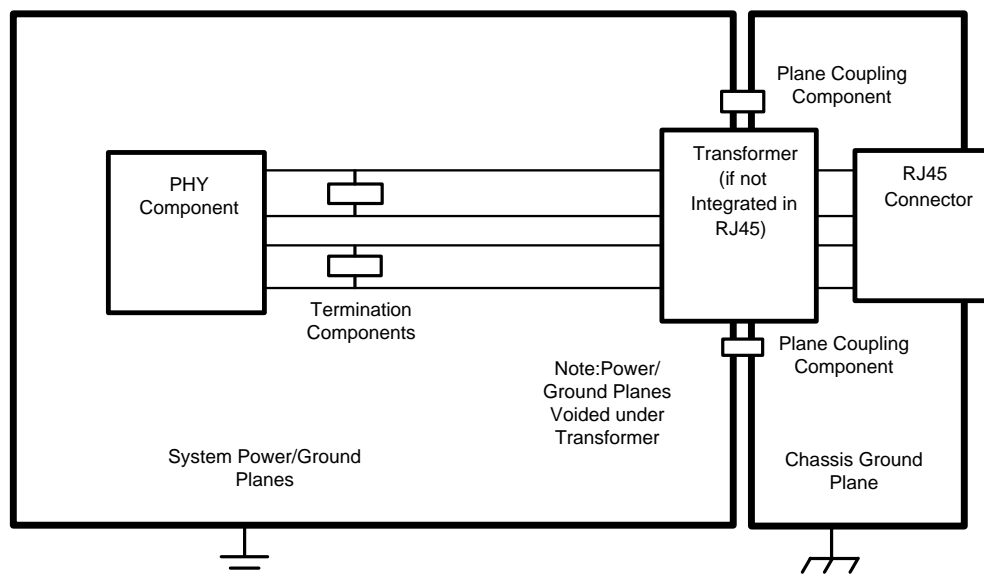 Plane Coupling
Component
PHY
Component
Transformer
(if not
Integrated in
RJ45)
RJ45
Connector
Termination
Components
Plane Coupling
Component
Note:Power/
Ground Planes
Voided under
Transformer
System Power/Ground
Planes
Chassis Ground
Plane